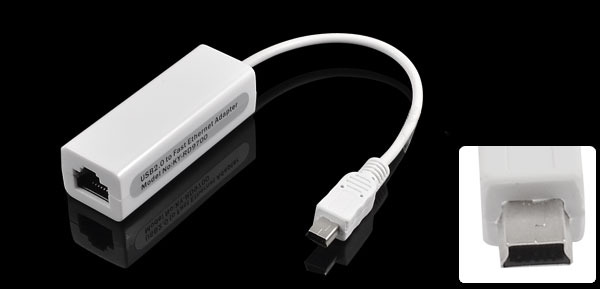 USB2.0 to Fast Ethernet Adapter
Model No:KY-RD9700